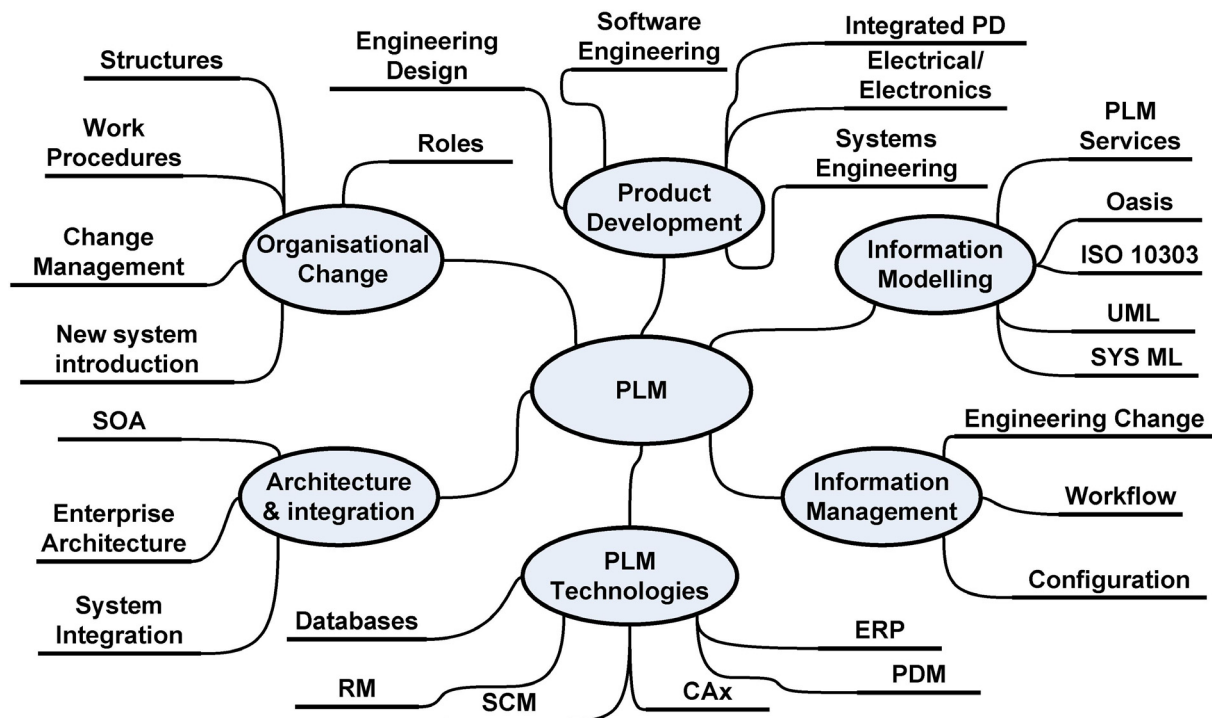 Structures
Work
Procedures
Change
Management
New system
introduction
Roles
Organisational
Change
Engineering
Design
Software
Engineering
Integrated PD
Electrical/
Electronics
Systems
Engineering
Product
Development
PLM
Services
Oasis
ISO 10303
UML
SYS ML
Information
Modelling
PLM
SOA
Enterprise
Architecture
System
Integration
Architecture
& integration
PLM
Technologies
Databases
RM
SCM
CAx
ERP
PDM
Information
Management
Engineering Change
Workflow
Configuration